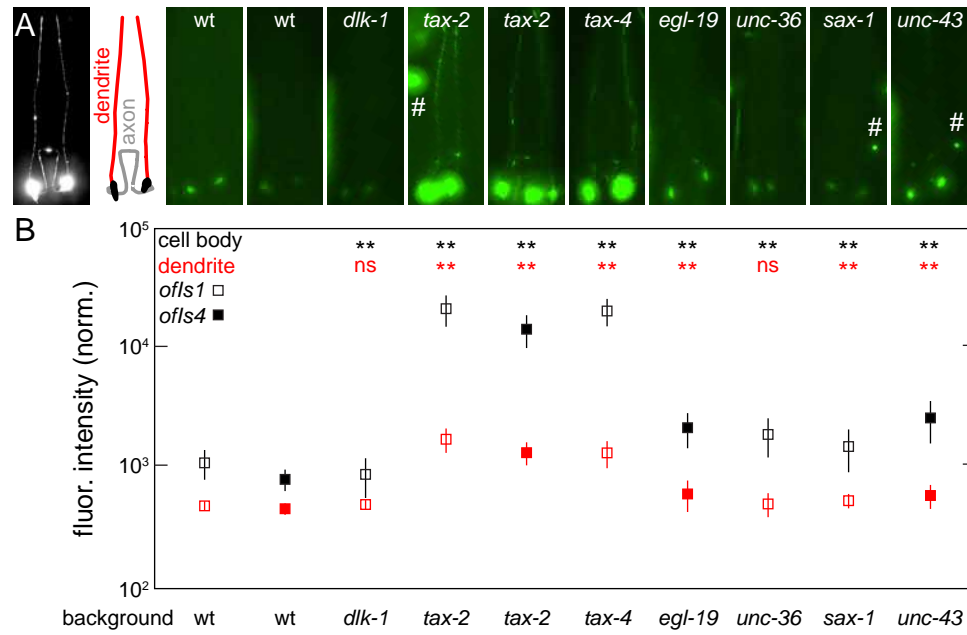 A
dendrite
axon
wt wt dlk-1 tax-2 tax-2 tax-4 egl-19 unc-36 sax-1 unc-43
# # #
B
10^5
cell body ** ** ** ** ** ** ** **
dendrite ns ** ** ** ** ns ** **
ofIs1
ofIs4
10^4
fluor. intensity (norm.)
10^3
10^2
background wt wt dlk-1 tax-2 tax-2 tax-4 egl-19 unc-36 sax-1 unc-43